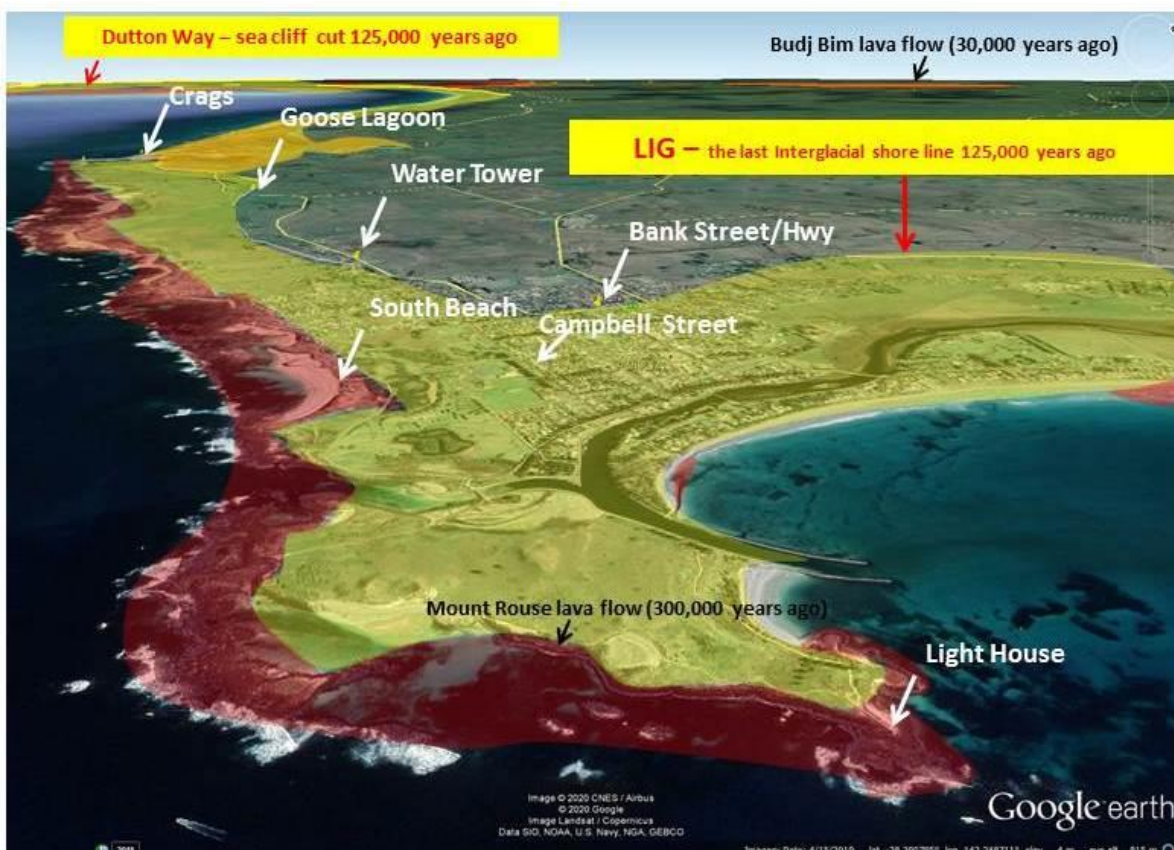 Dutton Way – sea cliff cut 125,000 years ago
Budj Bim lava flow (30,000 years ago)
Crags
Goose Lagoon
LIG – the last Interglacial shore line 125,000 years ago
Water Tower
Bank Street/Hwy
South Beach
Campbell Street
Mount Rouse lava flow (300,000 years ago)
Light House
Image © 2020 CNES / Airbus
© 2020 Google
Image Landsat / Copernicus
Data SIO, NOAA, U.S. Navy, NGA, GEBCO
Google earth